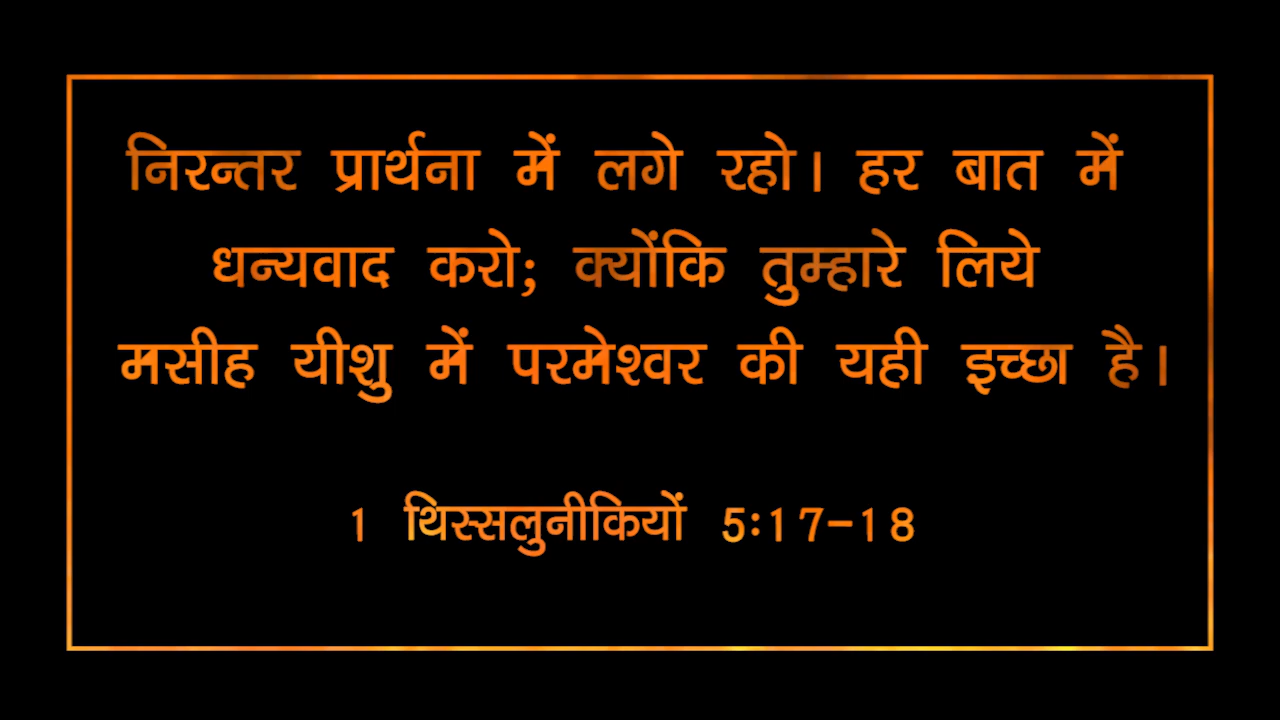 निरन्तर प्रार्थना में लगे रहो। हर बात में
धन्यवाद करो; क्योंकि तुम्हारे लिये
मसीह यीशु में परमेश्वर की यही इच्छा है।
1 थिस्सलुनीकियों 5:17-18